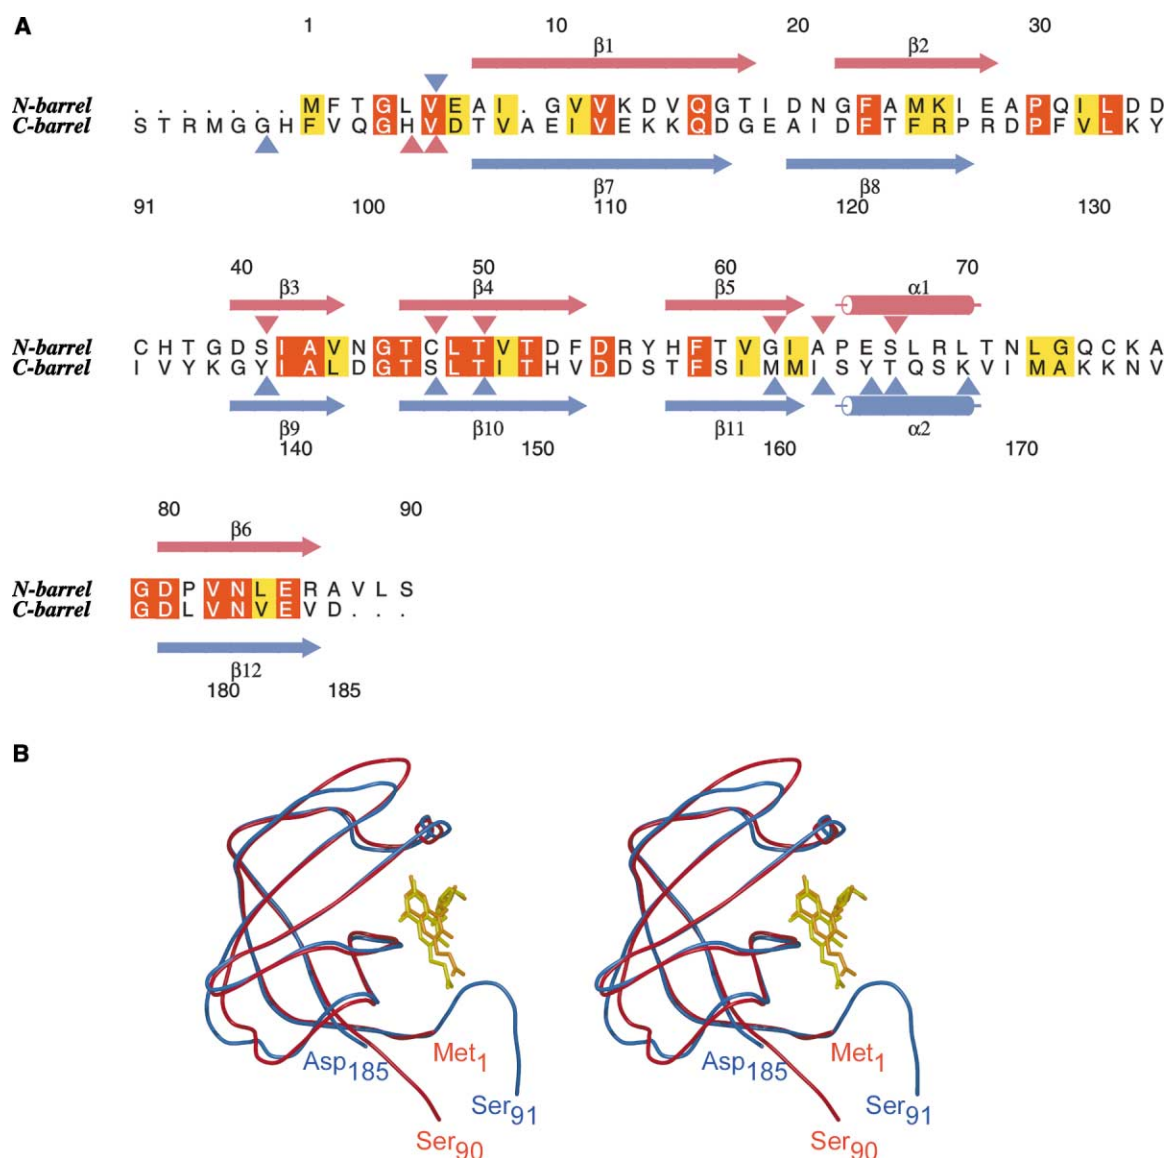 A
1 10 20 30
β1 β2
N-barrel . . . . . . . M F T G L V E A I . G V V K D V Q G T I D N G F A M K I E A P Q I L D D
C-barrel S T R M G G H F V Q G H V D T V A E I V E K K Q D G E A I D F T F R P R D P F V L K Y
β7 β8
91 100 110 120 130
40 50 60 70
β3 β4 β5 α1
N-barrel C H T G D S I A V N G T C L T V T D F D R Y H F T V G I A P E S L R L T N L G Q C K A
C-barrel I V Y K G Y I A L D G T S L T I T H V D D S T F S I M M I S Y T Q S K V I M A K K N V
β9 β10 β11 α2
140 150 160 170
80 90
β6
N-barrel G D P V N L E R A V L S
C-barrel G D L V N V E V D . . .
β12
180 185
B
Asp185 Met1 Asp185 Met1
Ser91 Ser91
Ser90 Ser90